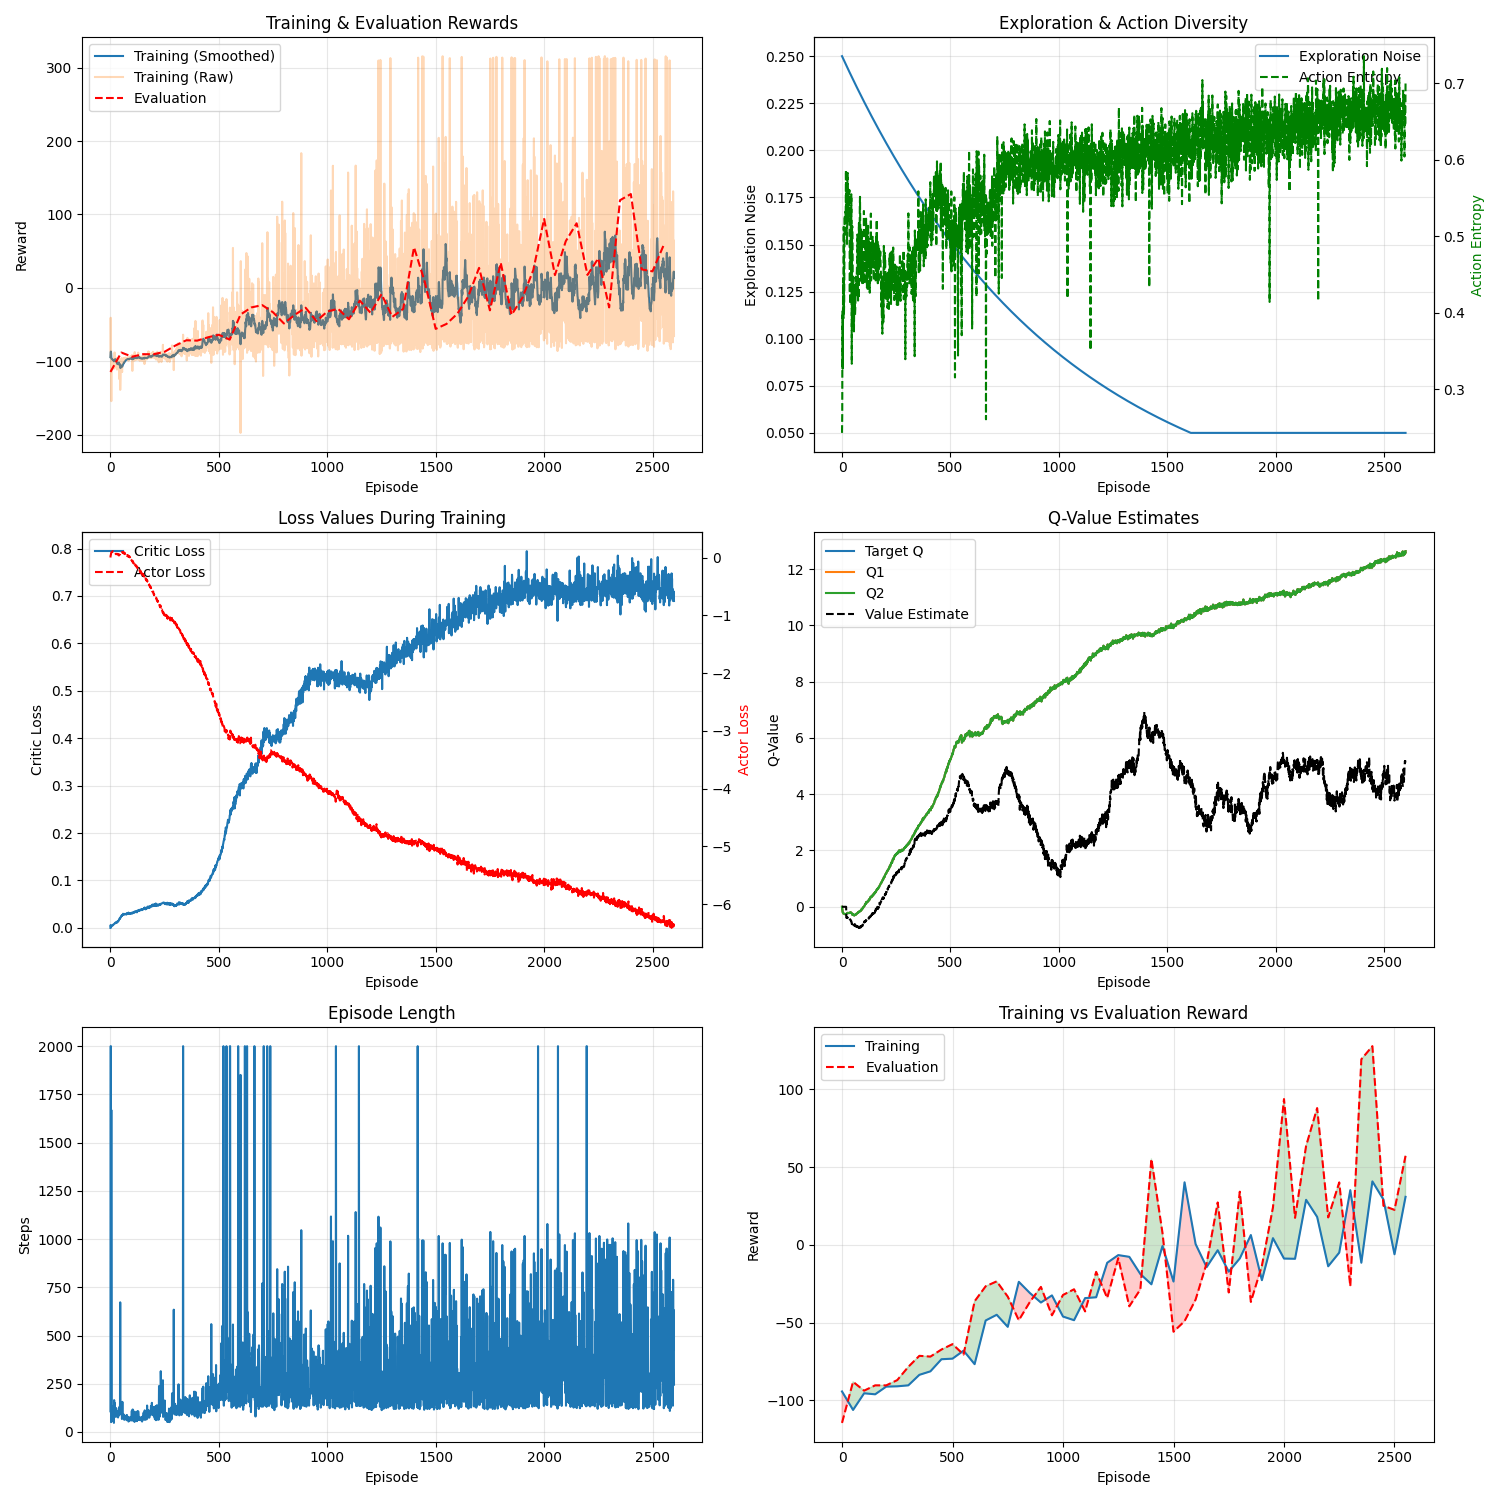 Training & Evaluation Rewards
Training (Smoothed)
Training (Raw)
Evaluation
Reward
300
200
100
0
−100
−200
0 500 1000 1500 2000 2500
Episode
Exploration & Action Diversity
Exploration Noise
Action Entropy
Exploration Noise
0.250
0.225
0.200
0.175
0.150
0.125
0.100
0.075
0.050
0.7
0.6
0.5
0.4
0.3
Action Entropy
0 500 1000 1500 2000 2500
Episode
Loss Values During Training
Critic Loss
Actor Loss
Critic Loss
0.8
0.7
0.6
0.5
0.4
0.3
0.2
0.1
0.0
0
−1
−2
−3
−4
−5
−6
Actor Loss
0 500 1000 1500 2000 2500
Episode
Q-Value Estimates
Target Q
Q1
Q2
Value Estimate
Q-Value
12
10
8
6
4
2
0
0 500 1000 1500 2000 2500
Episode
Episode Length
Steps
2000
1750
1500
1250
1000
750
500
250
0
0 500 1000 1500 2000 2500
Episode
Training vs Evaluation Reward
Training
Evaluation
Reward
100
50
0
−50
−100
0 500 1000 1500 2000 2500
Episode